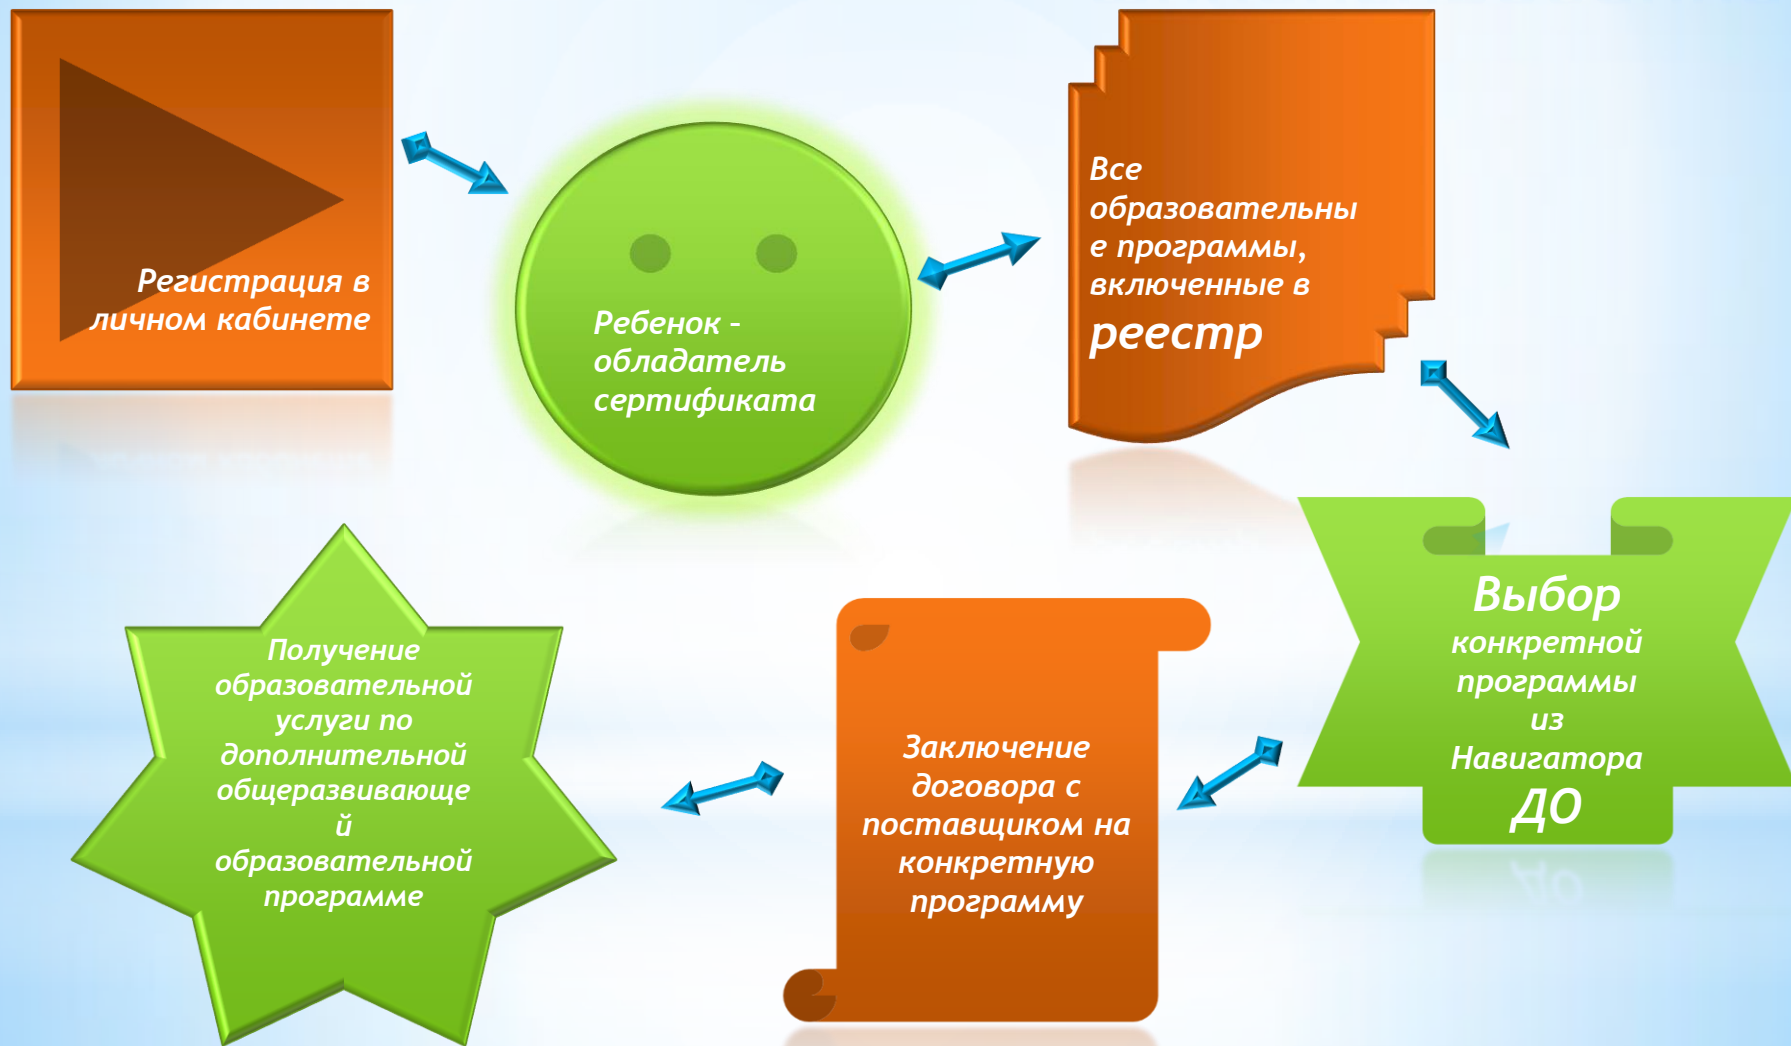 Регистрация в
личном кабинете
Ребенок –
обладатель
сертификата
Все
образовательны
е программы,
включенные в
реестр
Выбор
конкретной
программы
из
Навигатора
ДО
Заключение
договора с
поставщиком на
конкретную
программу
Получение
образовательной
услуги по
дополнительной
общеразвивающе
й
образовательной
программе